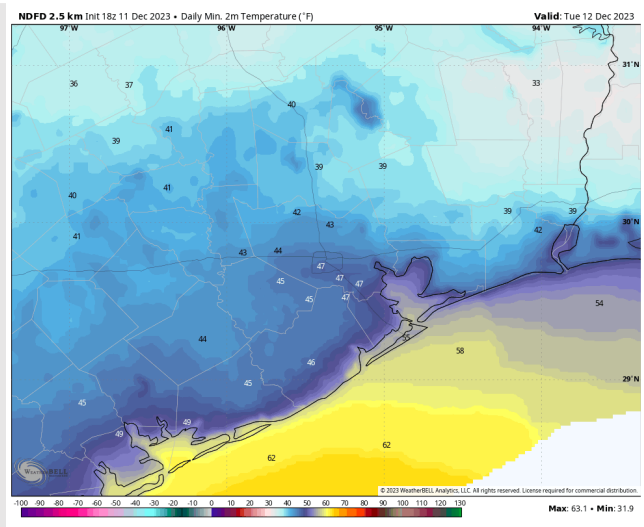 NDFD 2.5 km Init 18z 11 Dec 2023 • Daily Min. 2m Temperature (°F)
Valid: Tue 12 Dec 2023
97°W 96°W 95°W 94°W
31°N
36 37 33
40
41
39
39 39
41
40
42 39 39
43 42
30°N
41
43 44
47
45 47 47
45 47
54
55
44
58
46
29°N
45
45
49
49
62
62
WEATHERBELL
© 2023 WeatherBELL Analytics, LLC. All rights reserved. License required for commercial distribution.
-100 -90 -80 -70 -60 -50 -40 -30 -20 -10 0 10 20 30 40 50 60 70 80 90 100 110 120 130
Max: 63.1 • Min: 31.9